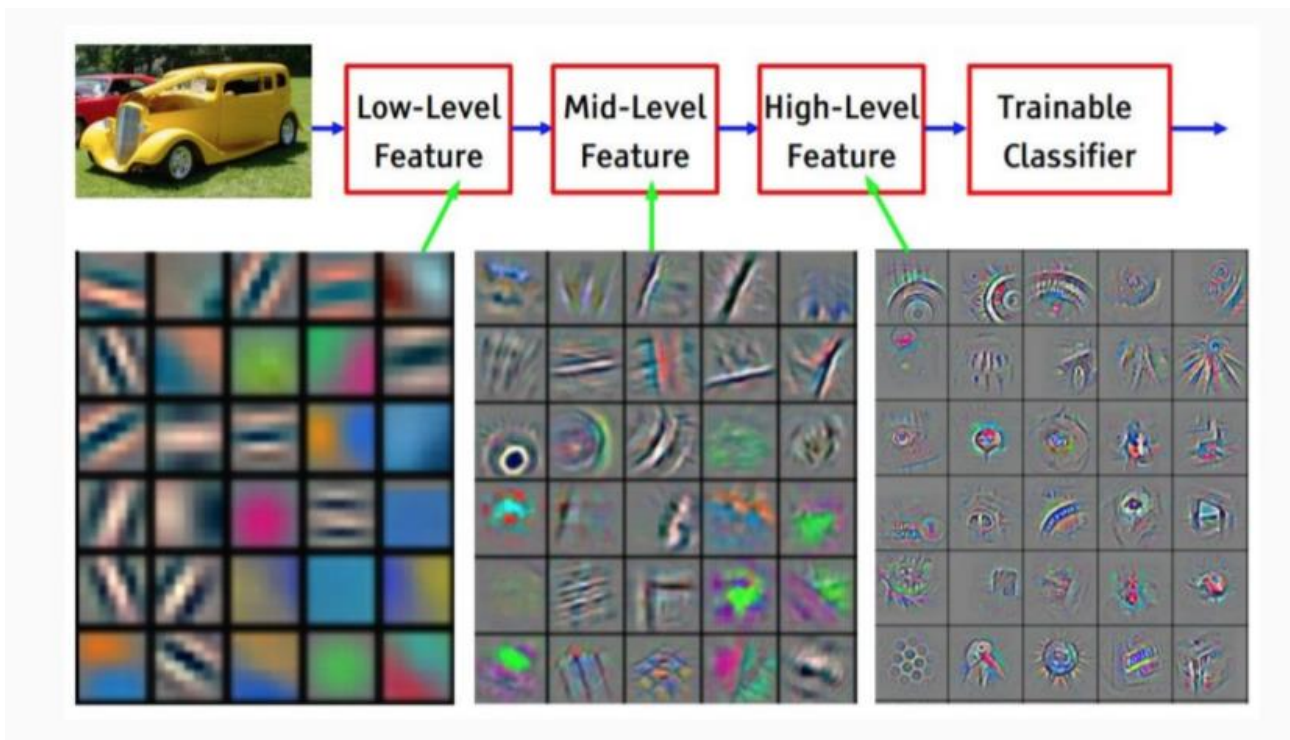 Low-Level
Feature
Mid-Level
Feature
High-Level
Feature
Trainable
Classifier